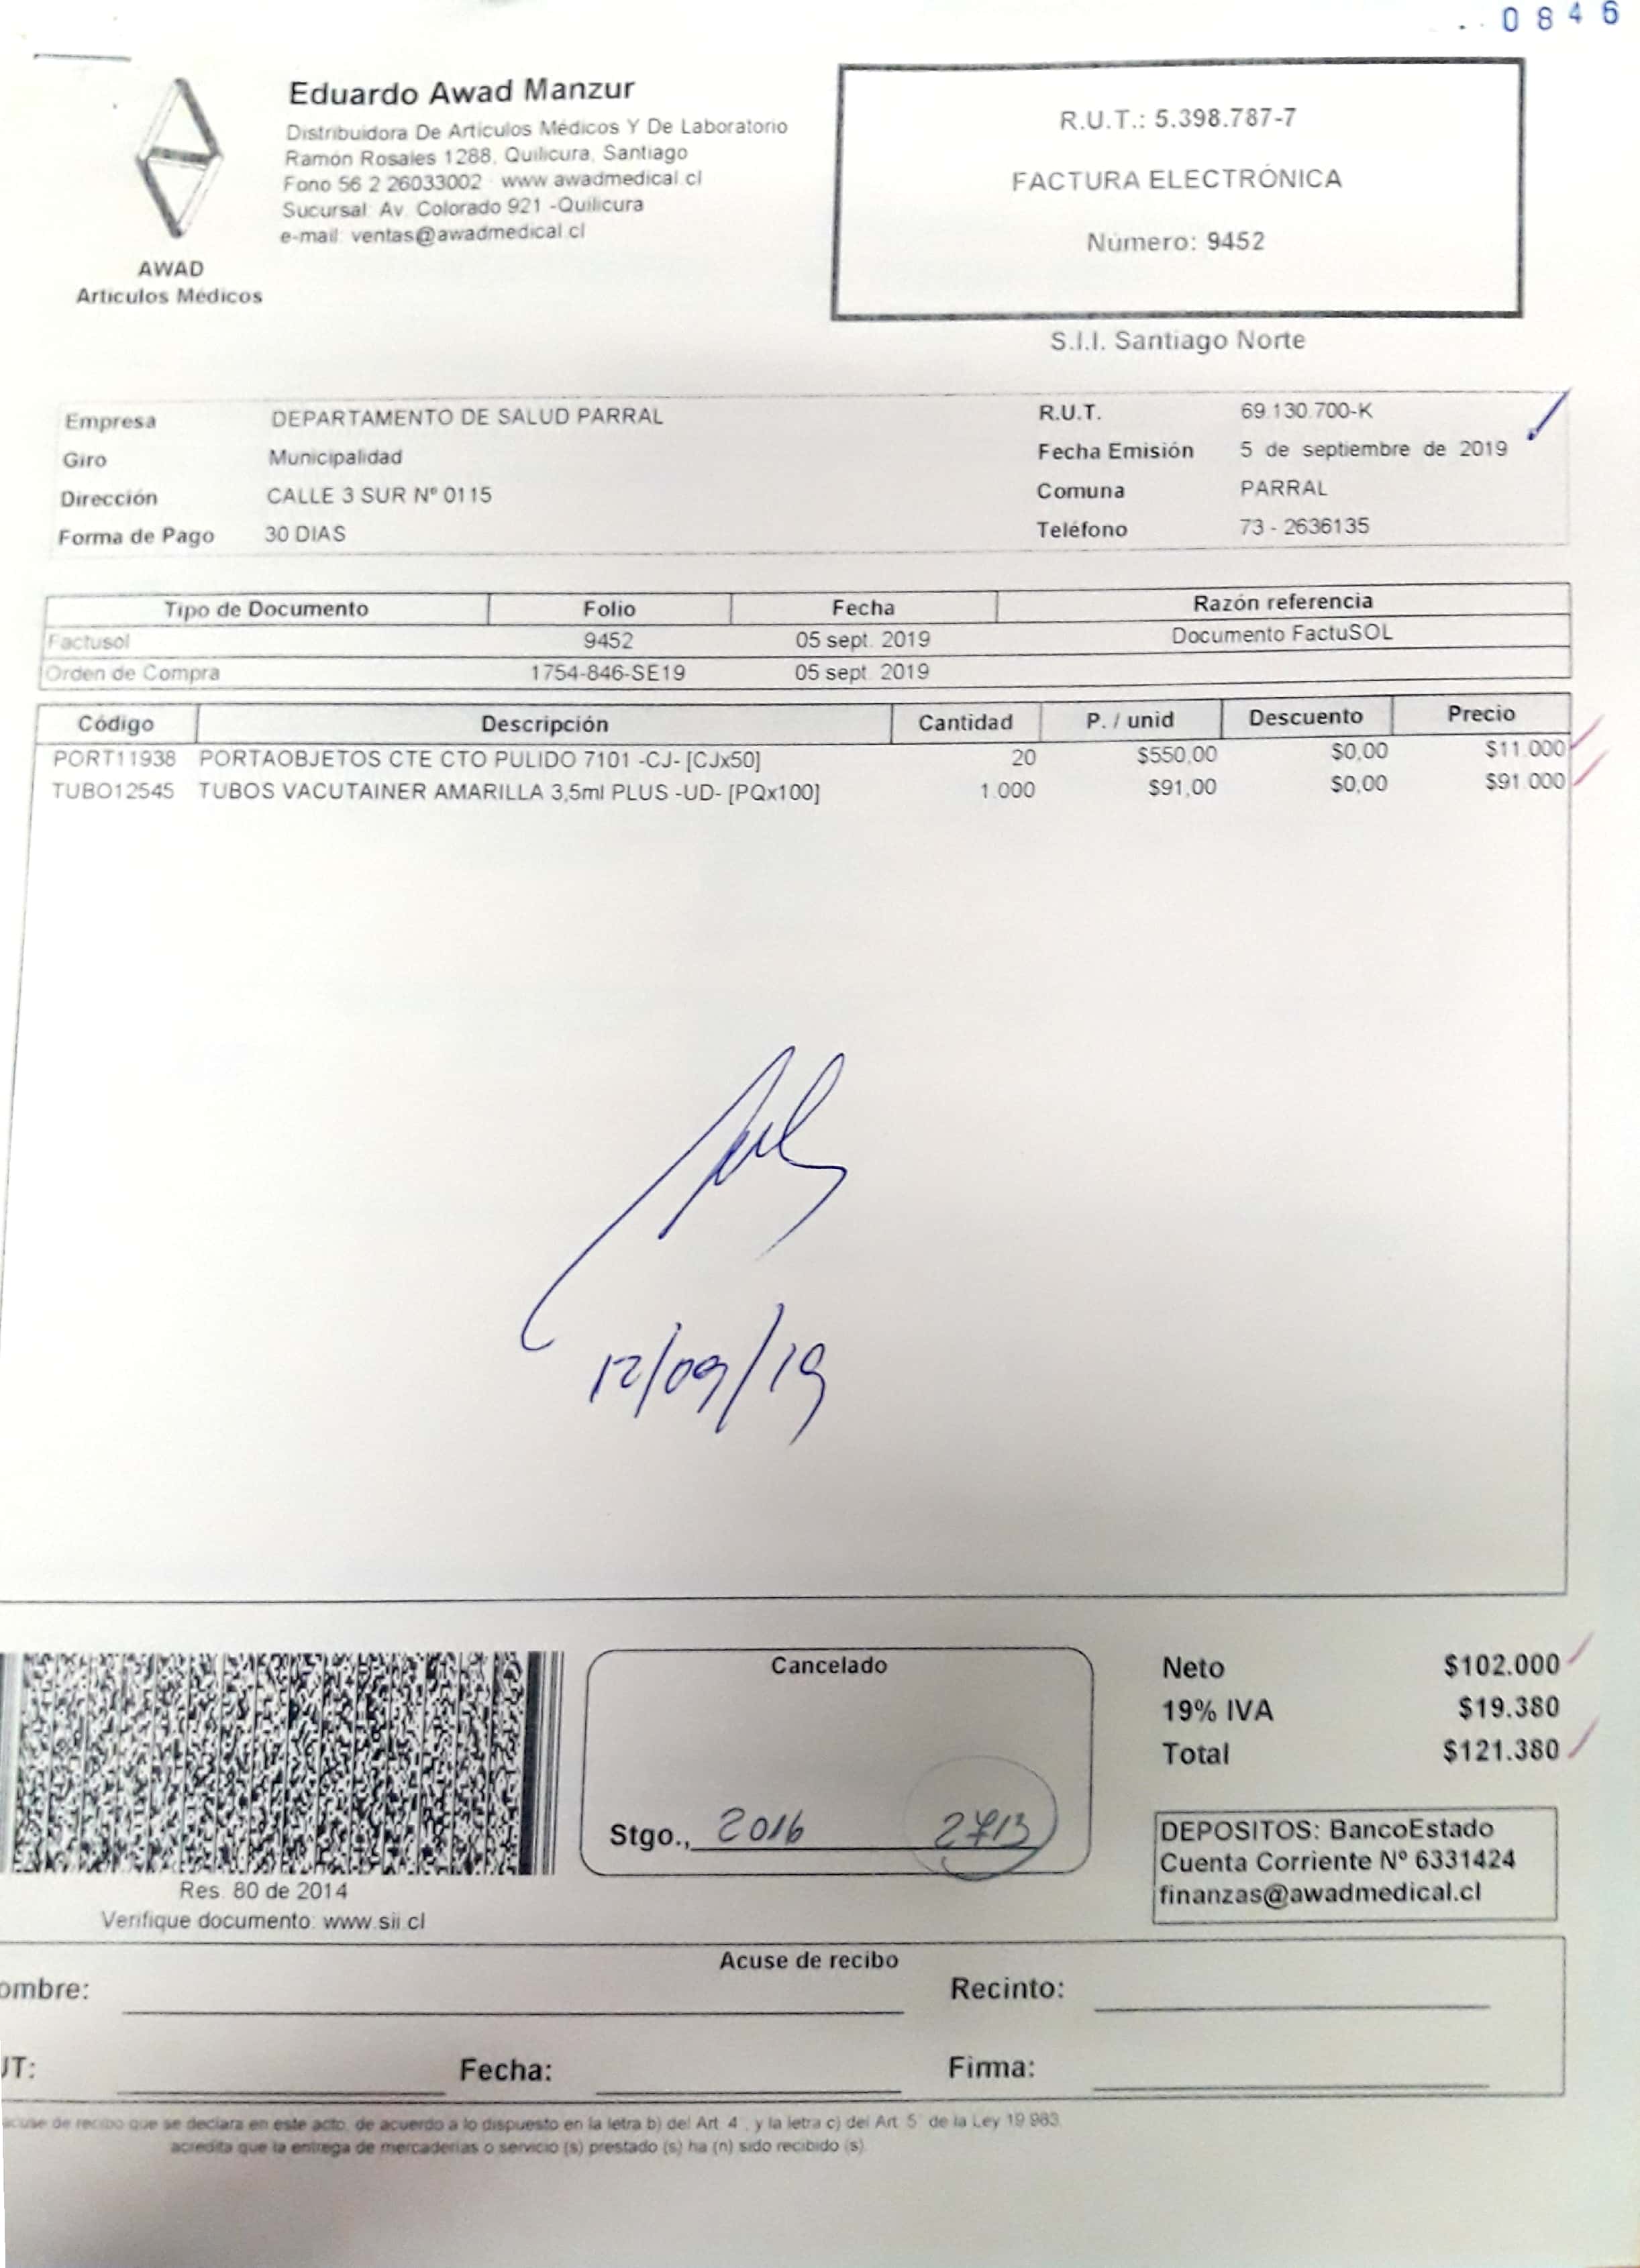 0846
Eduardo Awad Manzur
Distribuidora De Artículos Médicos Y De Laboratorio
Ramón Rosales 1288, Quilicura, Santiago
Fono 56 2 26033002 - www.awadmedical.cl
Sucursal: Av. Colorado 921 -Quilicura
e-mail: ventas@awadmedical.cl
AWAD
Artículos Médicos
R.U.T.: 5.398.787-7
FACTURA ELECTRÓNICA
Número: 9452
S.I.I. Santiago Norte
Empresa DEPARTAMENTO DE SALUD PARRAL R.U.T. 69.130.700-K
Giro Municipalidad Fecha Emisión 5 de septiembre de 2019
Dirección CALLE 3 SUR Nº 0115 Comuna PARRAL
Forma de Pago 30 DIAS Teléfono 73 - 2636135
Tipo de Documento Folio Fecha Razón referencia
Factusol 9452 05 sept. 2019 Documento FactuSOL
Orden de Compra 1754-846-SE19 05 sept. 2019
Código Descripción Cantidad P. / unid Descuento Precio
PORT11938 PORTAOBJETOS CTE CTO PULIDO 7101 -CJ- [CJx50] 20 $550,00 $0,00 $11.000
TUBO12545 TUBOS VACUTAINER AMARILLA 3,5ml PLUS -UD- [PQx100] 1.000 $91,00 $0,00 $91.000
12/09/19
Cancelado
Stgo., 2016 2713
Neto $102.000
19% IVA $19.380
Total $121.380
DEPOSITOS: BancoEstado
Cuenta Corriente Nº 6331424
finanzas@awadmedical.cl
Res. 80 de 2014
Verifique documento: www.sii.cl
Acuse de recibo
ombre: Recinto:
UT: Fecha: Firma:
acuse de recibo que se declara en este acto, de acuerdo a lo dispuesto en la letra b) del Art. 4°, y la letra c) del Art. 5° de la Ley 19.983,
acredita que la entrega de mercaderías o servicio (s) prestado (s) ha (n) sido recibido (s).